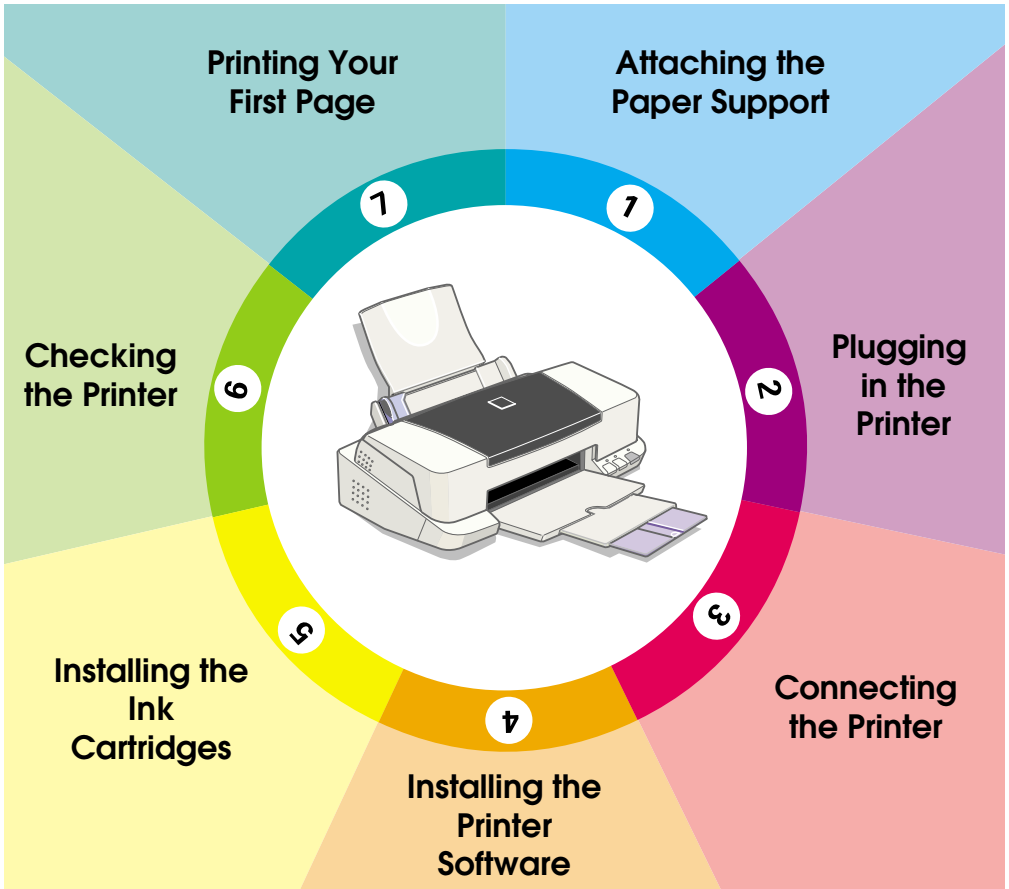 1
Attaching the
Paper Support
2
Plugging
in the
Printer
3
Connecting
the Printer
4
Installing the
Printer
Software
5
Installing the
Ink
Cartridges
6
Checking
the Printer
7
Printing Your
First Page